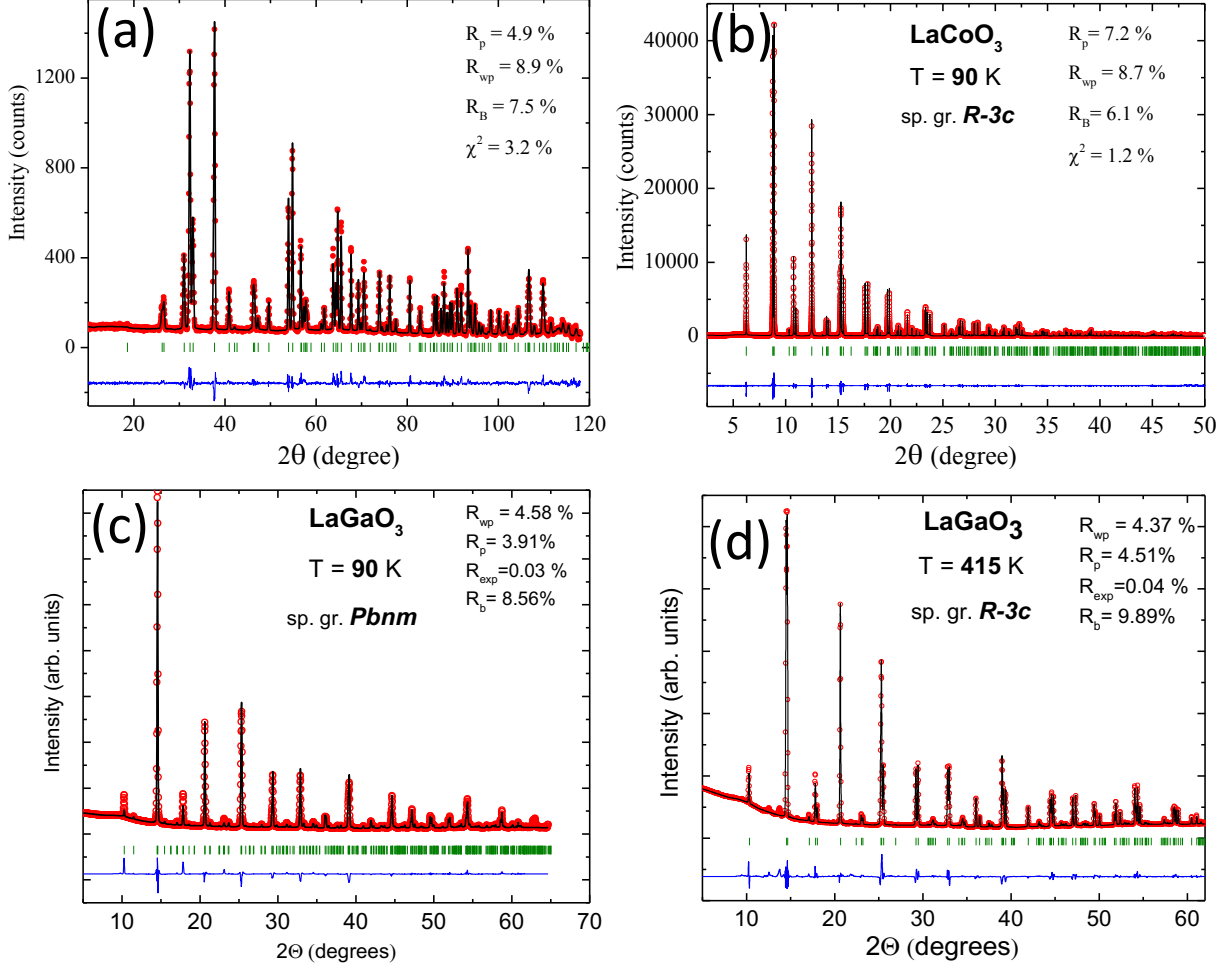 (a)
R_p = 4.9 %
R_wp = 8.9 %
R_B = 7.5 %
χ² = 3.2 %
Intensity (counts)
1200
800
400
0
20 40 60 80 100 120
2θ (degree)
(b)
LaCoO₃
T = 90 K
sp. gr. R-3c
R_p = 7.2 %
R_wp = 8.7 %
R_B = 6.1 %
χ² = 1.2 %
Intensity (counts)
40000
30000
20000
10000
0
5 10 15 20 25 30 35 40 45 50
2θ (degree)
(c)
LaGaO₃
T = 90 K
sp. gr. Pbnm
R_wp = 4.58 %
R_p= 3.91%
R_exp=0.03 %
R_b= 8.56%
Intensity (arb. units)
10 20 30 40 50 60 70
2Θ (degrees)
(d)
LaGaO₃
T = 415 K
sp. gr. R-3c
R_wp = 4.37 %
R_p= 4.51%
R_exp=0.04 %
R_b= 9.89%
Intensity (arb. units)
10 20 30 40 50 60
2Θ (degrees)